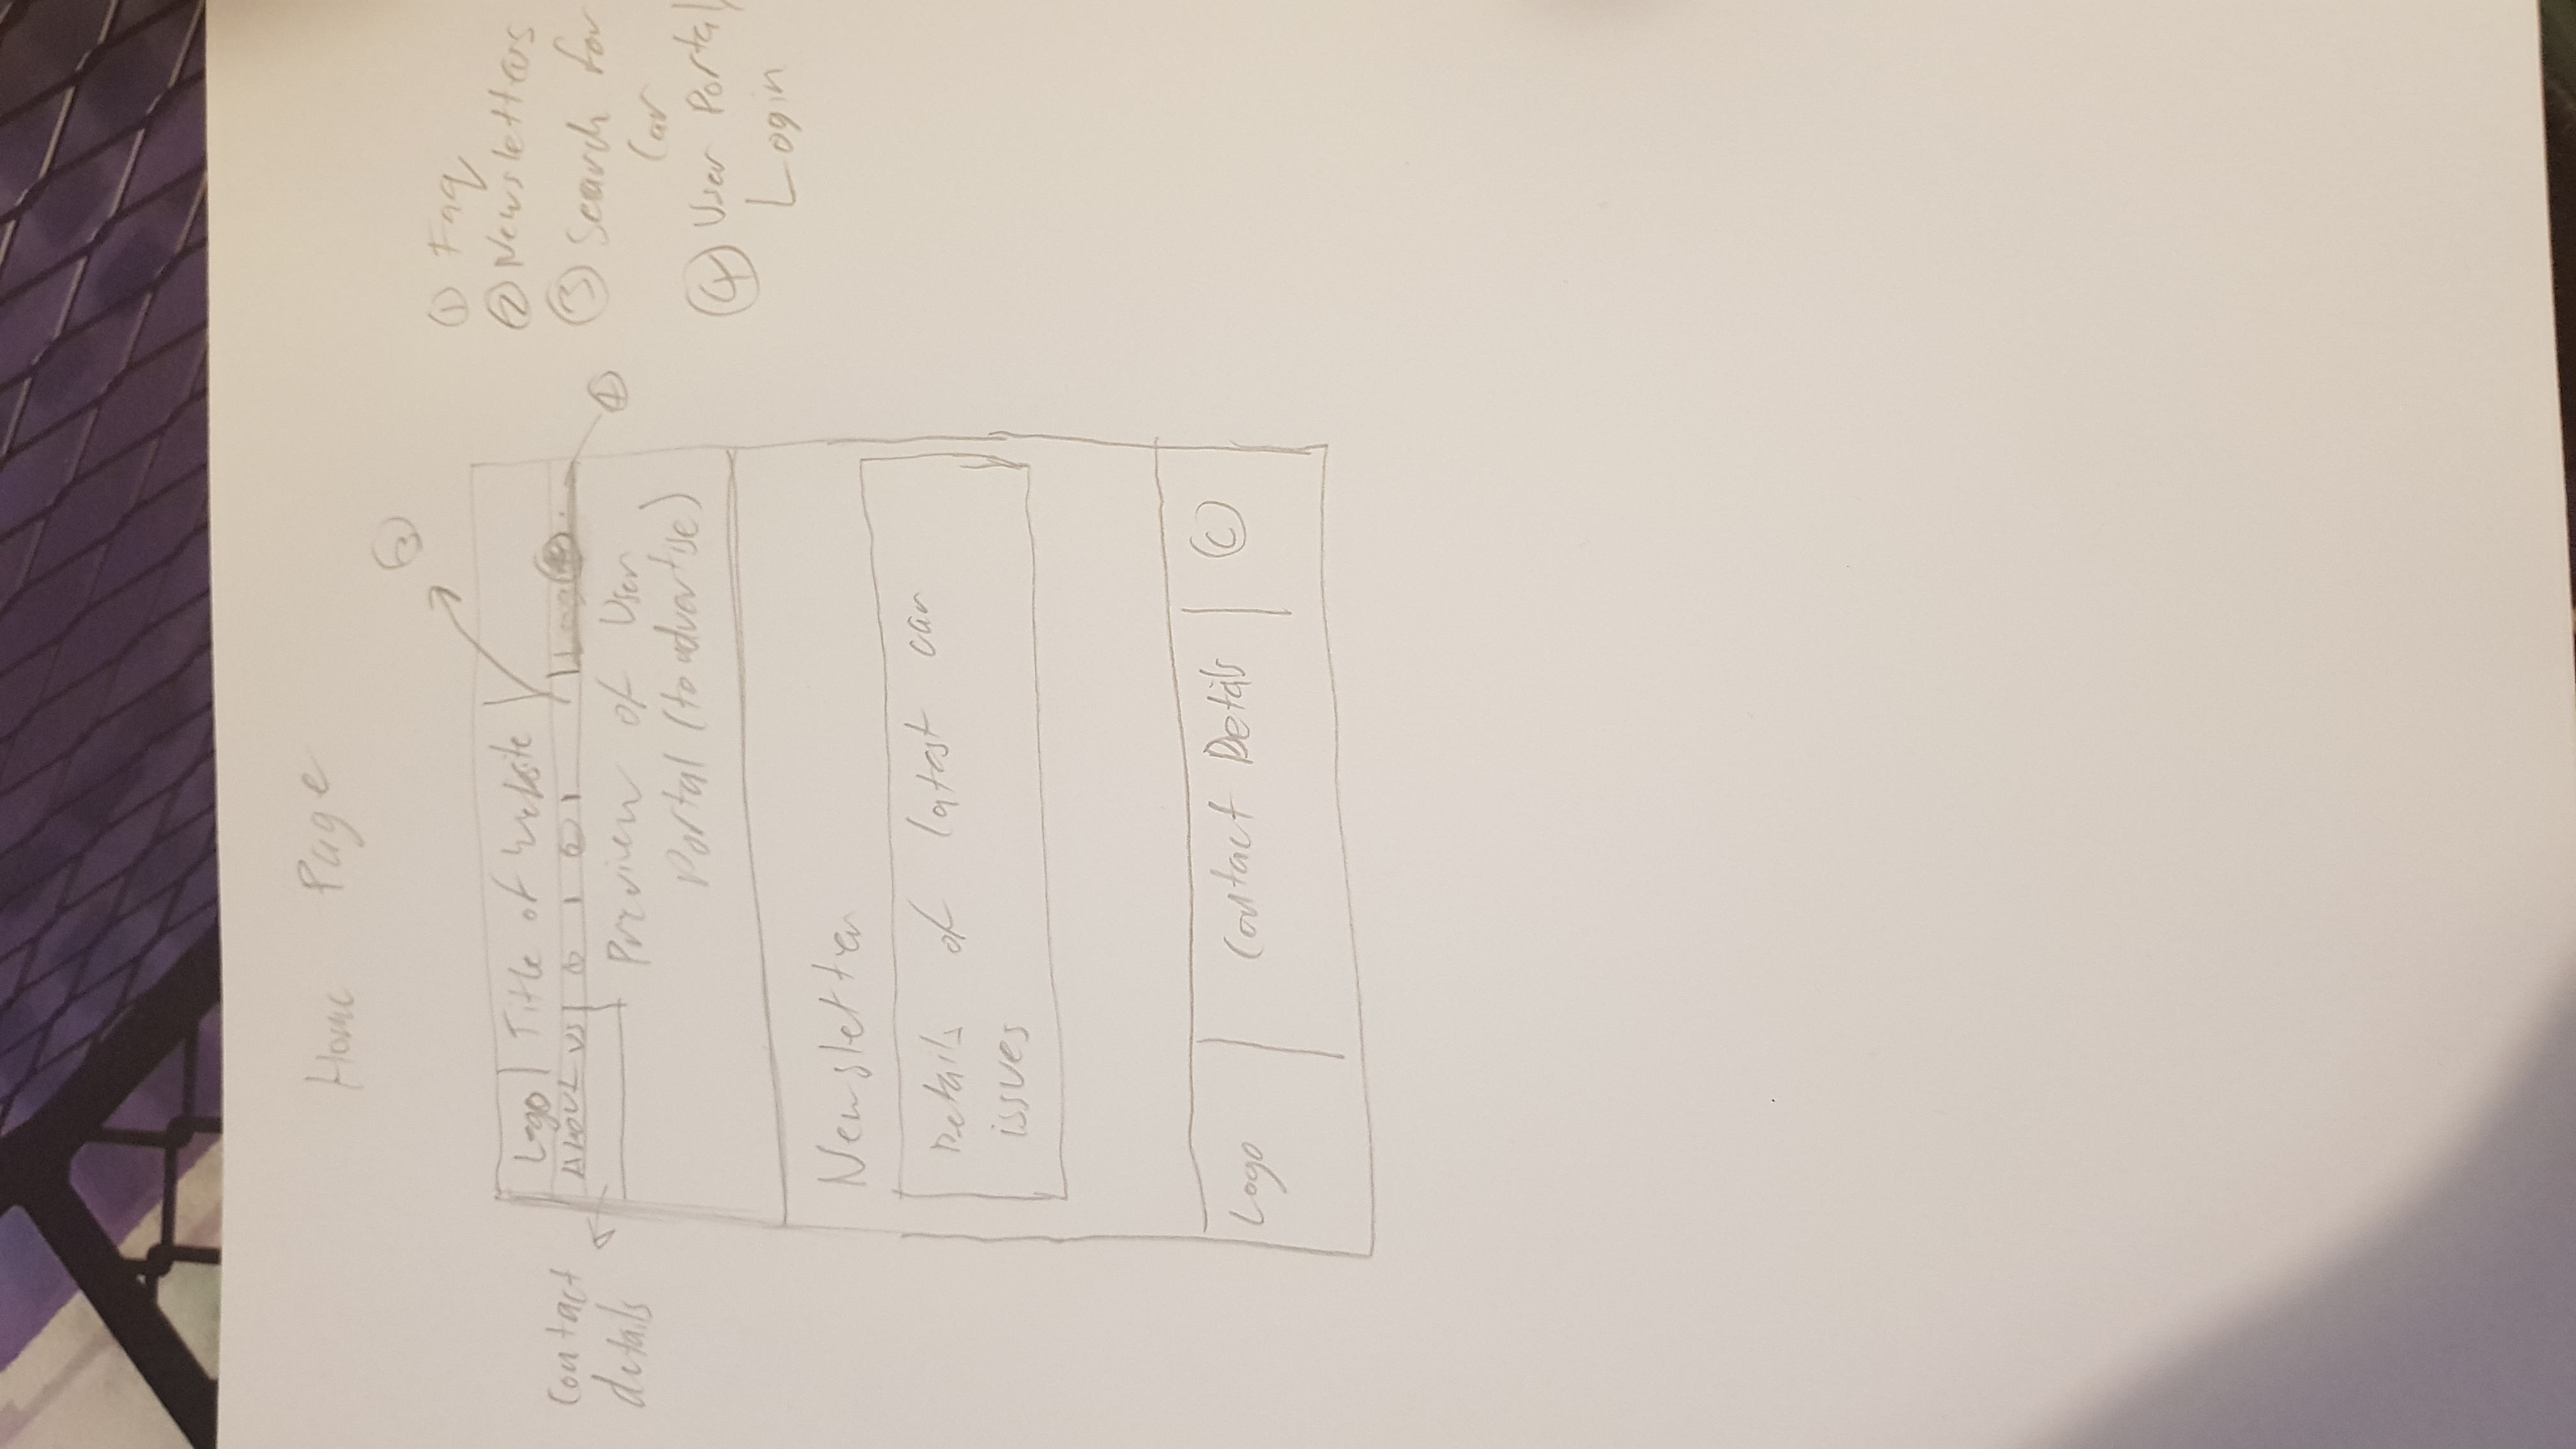 Home Page
③
① Faq
② Newsletters
③ Search for
Car
④ User Portal
Login
Logo Title of Website
About us ① ②
Contact
details
④
Preview of User
Portal (to advertise)
Newsletter
Details of latest car
issues
Logo Contact Details ©